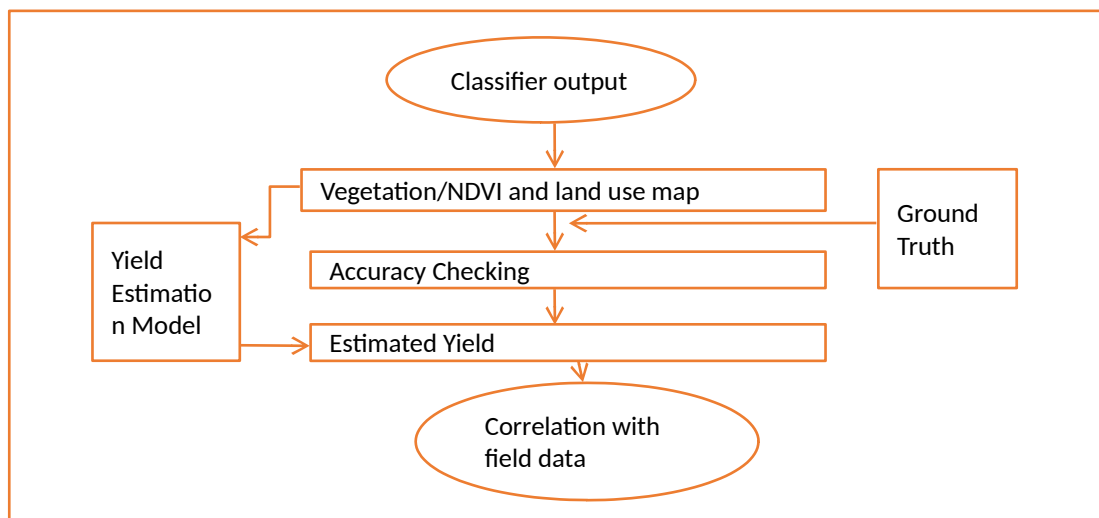 Classifier output
Vegetation/NDVI and land use map
Ground
Truth
Yield
Estimatio
n Model
Accuracy Checking
Estimated Yield
Correlation with
field data